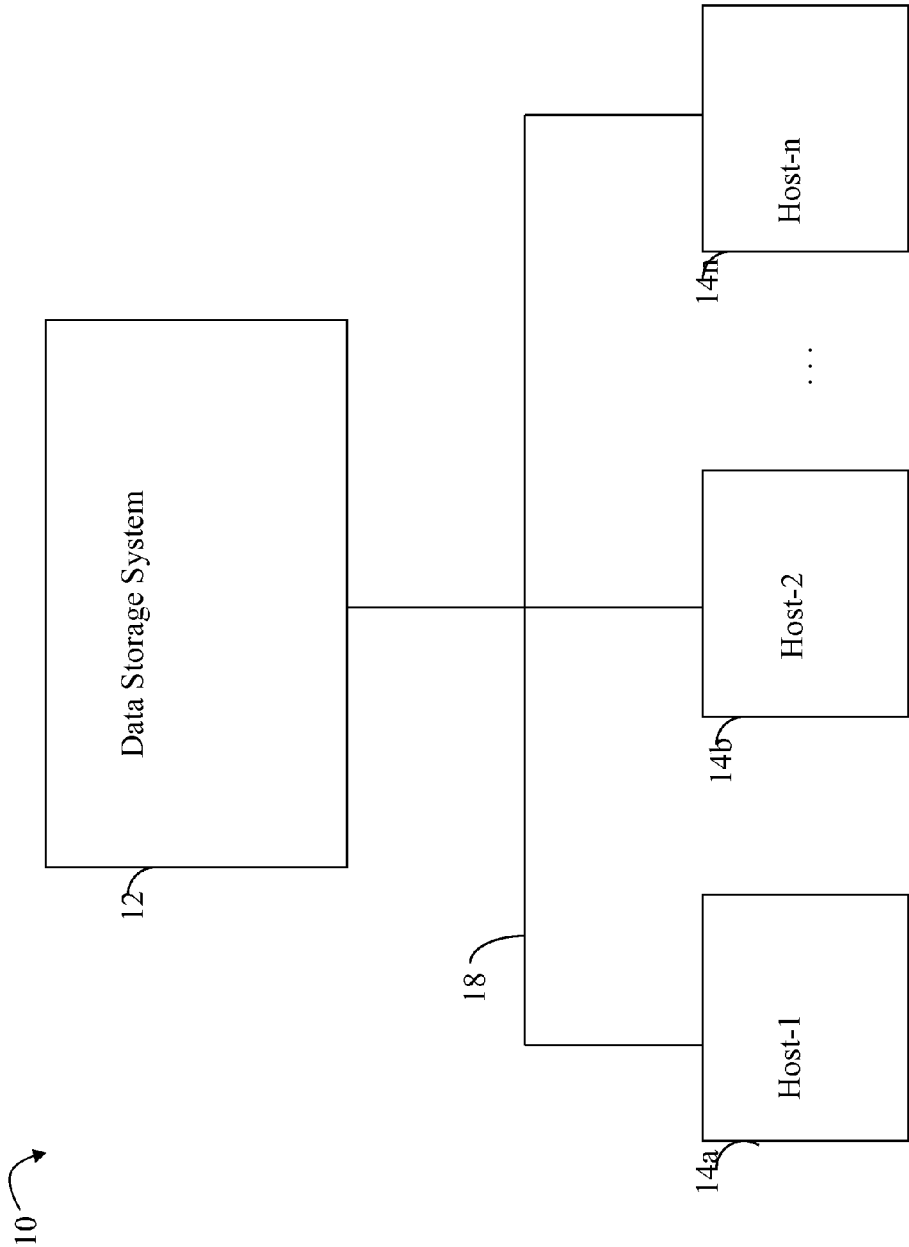 10
12
Data Storage System
18
14a
Host-1
14b
Host-2
. . .
14n
Host-n